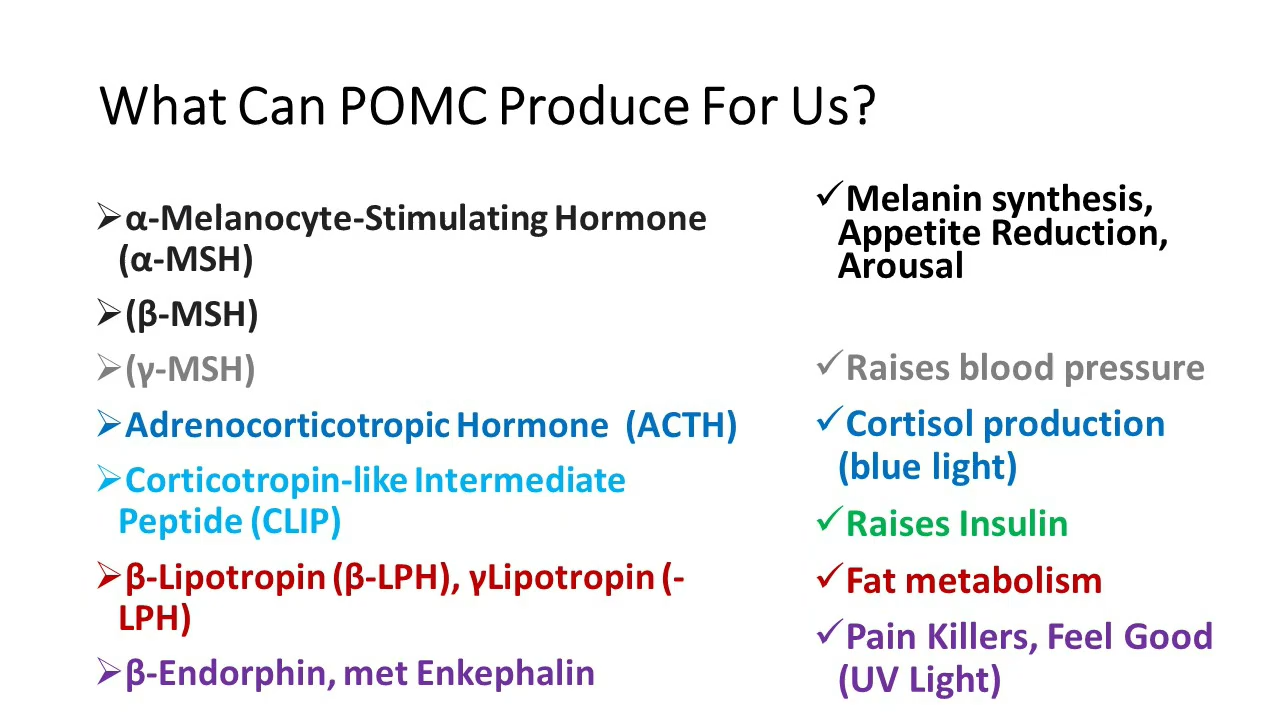 What Can POMC Produce For Us?
➢α-Melanocyte-Stimulating Hormone
(α-MSH)
➢(β-MSH)
➢(γ-MSH)
➢Adrenocorticotropic Hormone (ACTH)
➢Corticotropin-like Intermediate
Peptide (CLIP)
➢β-Lipotropin (β-LPH), γLipotropin (-
LPH)
➢β-Endorphin, met Enkephalin
✓Melanin synthesis,
Appetite Reduction,
Arousal
✓Raises blood pressure
✓Cortisol production
(blue light)
✓Raises Insulin
✓Fat metabolism
✓Pain Killers, Feel Good
(UV Light)